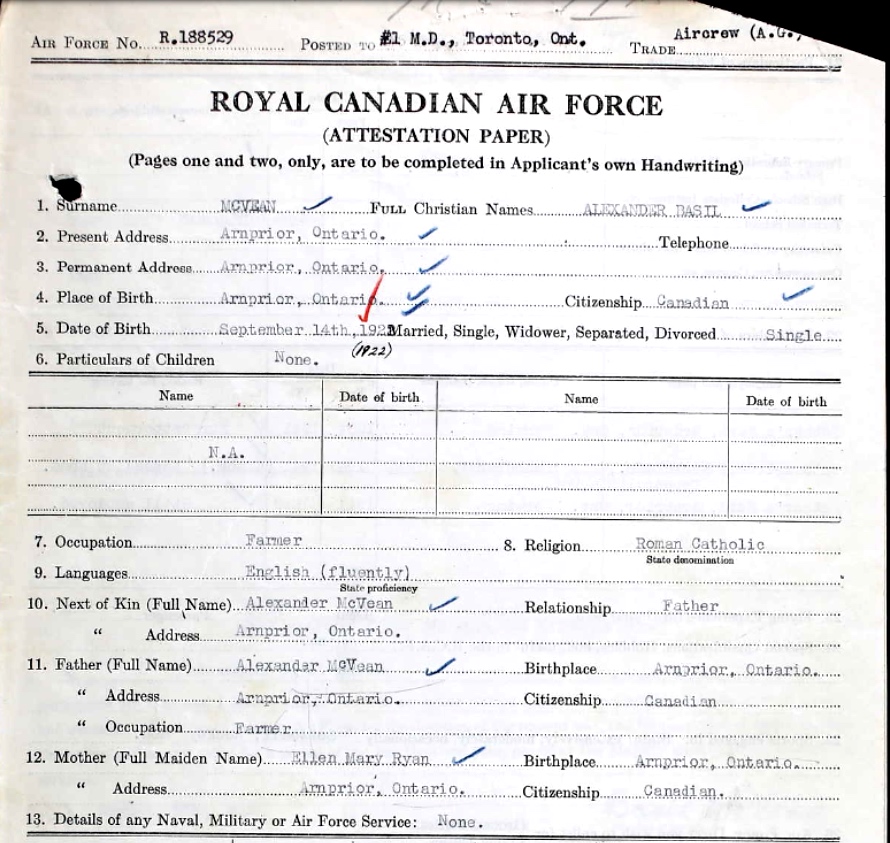 AIR FORCE NO. R.188529 POSTED TO #1 M.D., Toronto, Ont. TRADE Aircrew (A.G.,
ROYAL CANADIAN AIR FORCE
(ATTESTATION PAPER)
(Pages one and two, only, are to be completed in Applicant's own Handwriting)
1. Surname MCVEAN FULL Christian Names ALEXANDER BASIL
2. Present Address Arnprior, Ontario. Telephone
3. Permanent Address Arnprior, Ontario.
4. Place of Birth Arnprior, Ontario. Citizenship Canadian
5. Date of Birth September 14th, 1923 Married, Single, Widower, Separated, Divorced Single
(1922)
6. Particulars of Children None.
Name Date of birth Name Date of birth
N.A.
7. Occupation Farmer 8. Religion Roman Catholic
State denomination
9. Languages English (fluently)
State proficiency
10. Next of Kin (Full Name) Alexander McVean Relationship Father
" Address Arnprior, Ontario.
11. Father (Full Name) Alexander McVean Birthplace Arnprior, Ontario.
" Address Arnprior, Ontario. Citizenship Canadian
" Occupation Farmer
12. Mother (Full Maiden Name) Ellen Mary Ryan Birthplace Arnprior, Ontario.
" Address Arnprior, Ontario. Citizenship Canadian.
13. Details of any Naval, Military or Air Force Service: None.